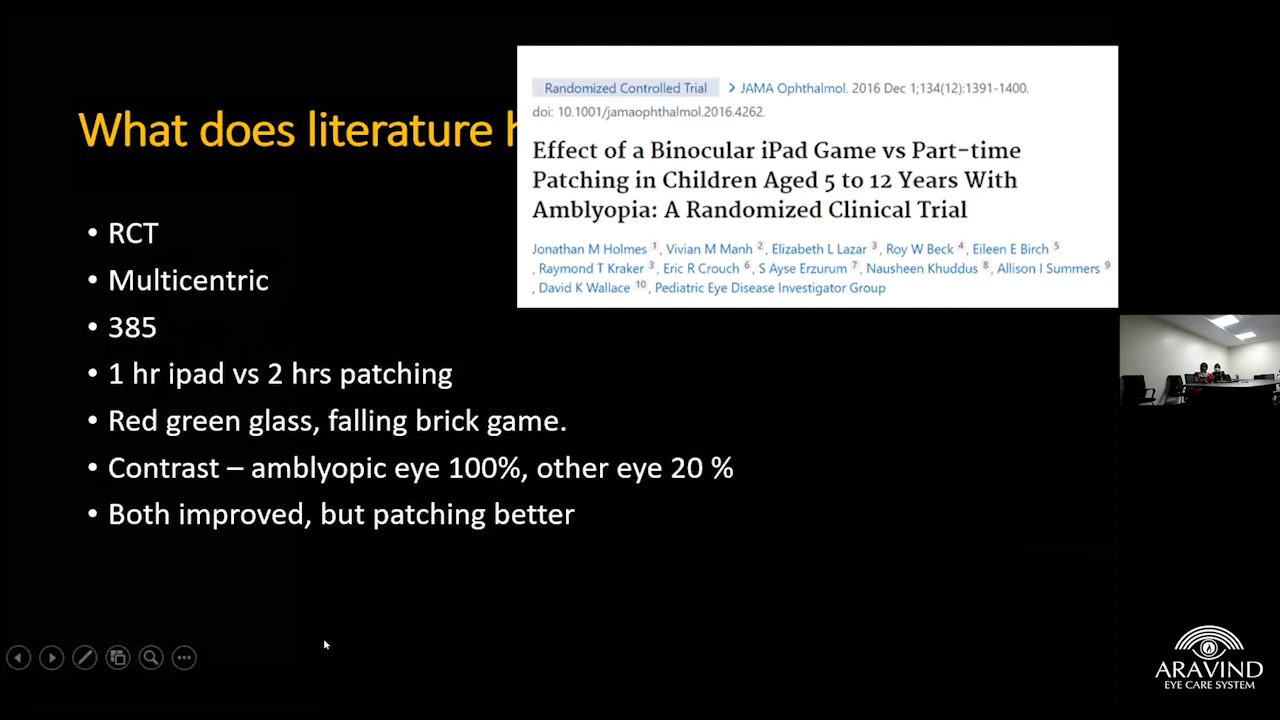 Randomized Controlled Trial > JAMA Ophthalmol. 2016 Dec 1;134(12):1391-1400.
doi: 10.1001/jamaophthalmol.2016.4262.
Effect of a Binocular iPad Game vs Part-time
Patching in Children Aged 5 to 12 Years With
Amblyopia: A Randomized Clinical Trial
Jonathan M Holmes 1, Vivian M Manh 2, Elizabeth L Lazar 3, Roy W Beck 4, Eileen E Birch 5
, Raymond T Kraker 3, Eric R Crouch 6, S Ayse Erzurum 7, Nausheen Khuddus 8, Allison I Summers 9
, David K Wallace 10, Pediatric Eye Disease Investigator Group
What does literature
• RCT
• Multicentric
• 385
• 1 hr ipad vs 2 hrs patching
• Red green glass, falling brick game.
• Contrast – amblyopic eye 100%, other eye 20 %
• Both improved, but patching better
ARAVIND
EYE CARE SYSTEM